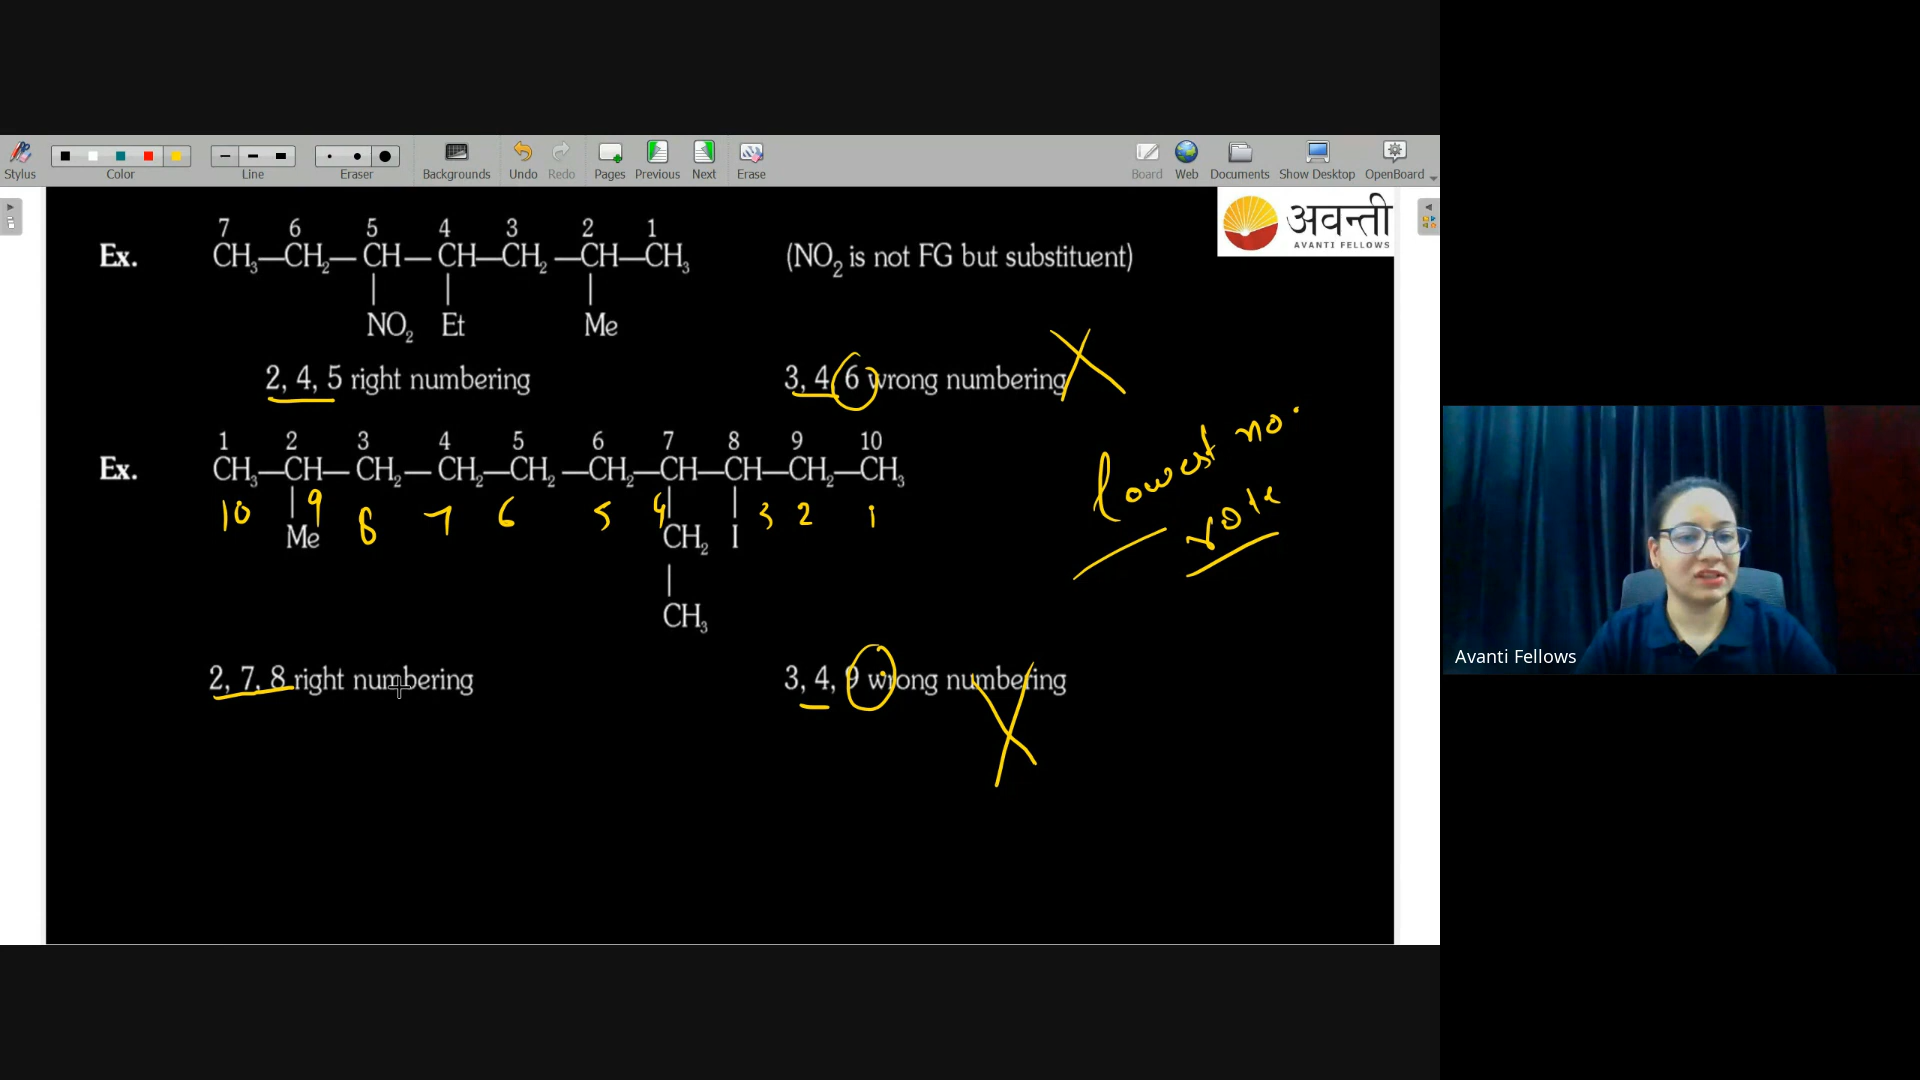 Stylus Color Line Eraser Backgrounds Undo Redo Pages Previous Next Erase Board Web Documents Show Desktop OpenBoard
अवन्ती
AVANTI FELLOWS
7 6 5 4 3 2 1
Ex. CH₃—CH₂—CH—CH—CH₂—CH—CH₃ (NO₂ is not FG but substituent)
NO₂ Et Me
2, 4, 5 right numbering 3, 4, 6 wrong numbering
lowest no.
1 2 3 4 5 6 7 8 9 10
Ex. CH₃—CH—CH₂—CH₂—CH₂—CH₂—CH—CH—CH₂—CH₃
10 9 8 7 6 5 4 3 2 1
Me CH₂ I
CH₃
2, 7, 8 right numbering 3, 4, 9 wrong numbering
Avanti Fellows